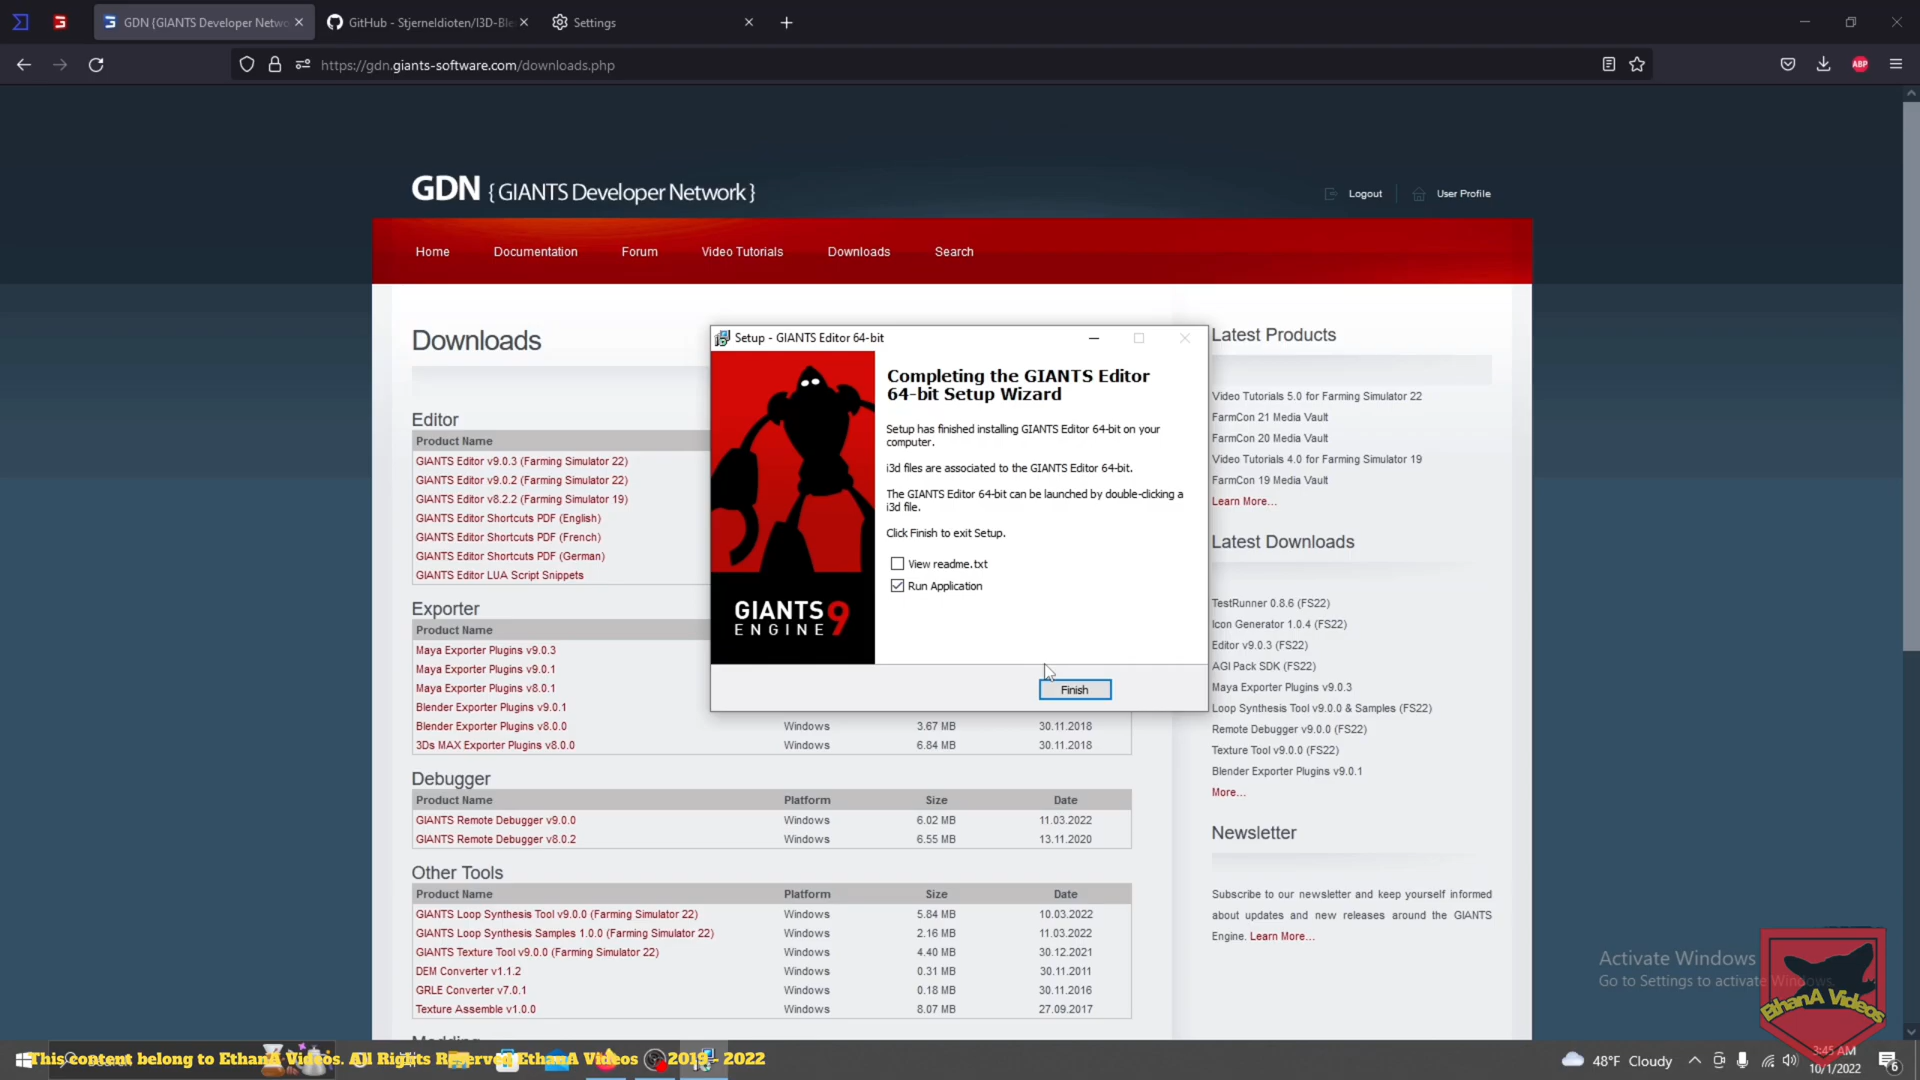 GDN {GIANTS Developer Netwo
GitHub - StjerneIdioten/I3D-Ble
Settings
https://gdn.giants-software.com/downloads.php
ABP
GDN { GIANTS Developer Network }
Logout
User Profile
Home
Documentation
Forum
Video Tutorials
Downloads
Search
Downloads
Editor
Product Name
GIANTS Editor v9.0.3 (Farming Simulator 22)
GIANTS Editor v9.0.2 (Farming Simulator 22)
GIANTS Editor v8.2.2 (Farming Simulator 19)
GIANTS Editor Shortcuts PDF (English)
GIANTS Editor Shortcuts PDF (French)
GIANTS Editor Shortcuts PDF (German)
GIANTS Editor LUA Script Snippets
Exporter
Product Name
Maya Exporter Plugins v9.0.3
Maya Exporter Plugins v9.0.1
Maya Exporter Plugins v8.0.1
Blender Exporter Plugins v9.0.1
Blender Exporter Plugins v8.0.0 Windows 3.67 MB 30.11.2018
3Ds MAX Exporter Plugins v8.0.0 Windows 6.84 MB 30.11.2018
Debugger
Product Name Platform Size Date
GIANTS Remote Debugger v9.0.0 Windows 6.02 MB 11.03.2022
GIANTS Remote Debugger v8.0.2 Windows 6.55 MB 13.11.2020
Other Tools
Product Name Platform Size Date
GIANTS Loop Synthesis Tool v9.0.0 (Farming Simulator 22) Windows 5.84 MB 10.03.2022
GIANTS Loop Synthesis Samples 1.0.0 (Farming Simulator 22) Windows 2.16 MB 11.03.2022
GIANTS Texture Tool v9.0.0 (Farming Simulator 22) Windows 4.40 MB 30.12.2021
DEM Converter v1.1.2 Windows 0.31 MB 30.11.2011
GRLE Converter v7.0.1 Windows 0.18 MB 30.11.2016
Texture Assemble v1.0.0 Windows 8.07 MB 27.09.2017
Setup - GIANTS Editor 64-bit
Completing the GIANTS Editor
64-bit Setup Wizard
Setup has finished installing GIANTS Editor 64-bit on your
computer.
i3d files are associated to the GIANTS Editor 64-bit.
The GIANTS Editor 64-bit can be launched by double-clicking a
i3d file.
Click Finish to exit Setup.
View readme.txt
Run Application
GIANTS 9
ENGINE
Finish
Latest Products
Video Tutorials 5.0 for Farming Simulator 22
FarmCon 21 Media Vault
FarmCon 20 Media Vault
Video Tutorials 4.0 for Farming Simulator 19
FarmCon 19 Media Vault
Learn More...
Latest Downloads
TestRunner 0.8.6 (FS22)
Icon Generator 1.0.4 (FS22)
Editor v9.0.3 (FS22)
AGI Pack SDK (FS22)
Maya Exporter Plugins v9.0.3
Loop Synthesis Tool v9.0.0 & Samples (FS22)
Remote Debugger v9.0.0 (FS22)
Texture Tool v9.0.0 (FS22)
Blender Exporter Plugins v9.0.1
More...
Newsletter
Subscribe to our newsletter and keep yourself informed
about updates and new releases around the GIANTS
Engine. Learn More...
Activate Windows
Go to Settings to activate Windows.
EthanA Videos
This content belong to EthanA Videos. All Rights Reserved EthanA Videos © 2019 - 2022
48°F Cloudy
3:45 AM
10/1/2022
6